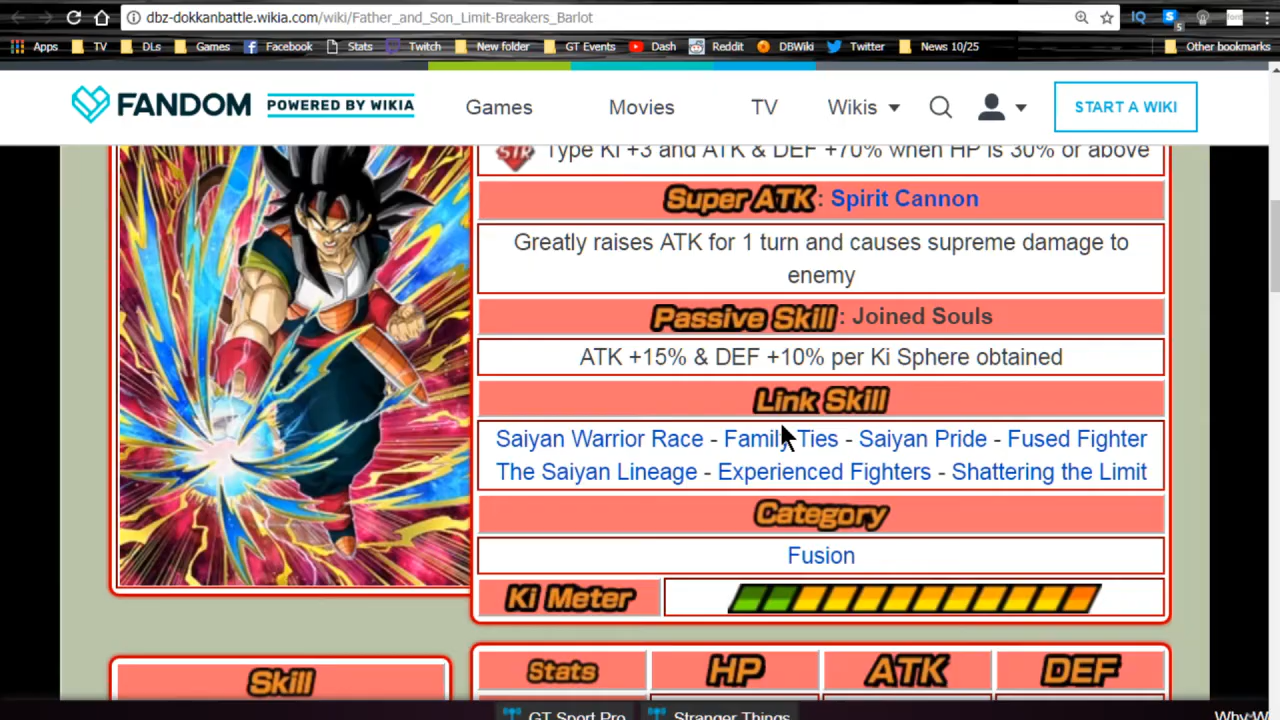 dbz-dokkanbattle.wikia.com/wiki/Father_and_Son_Limit-Breakers_Barlot
IQ S 5
Apps TV DLs Games Facebook Stats Twitch New folder GT Events Dash Reddit DBWiki Twitter News 10/25 Other bookmarks
FANDOM POWERED BY WIKIA Games Movies TV Wikis START A WIKI
STR Type Ki +3 and ATK & DEF +70% when HP is 30% or above
Super ATK : Spirit Cannon
Greatly raises ATK for 1 turn and causes supreme damage to
enemy
Passive Skill : Joined Souls
ATK +15% & DEF +10% per Ki Sphere obtained
Link Skill
Saiyan Warrior Race - Family Ties - Saiyan Pride - Fused Fighter
The Saiyan Lineage - Experienced Fighters - Shattering the Limit
Category
Fusion
Ki Meter
Skill
Stats HP ATK DEF
GT Sport Pro Stranger Things